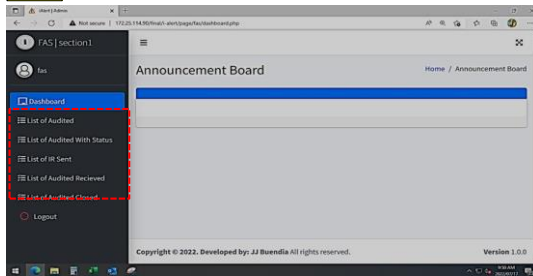 iAlert | Admin
Not secure | 172.25.114.90/final/i-alert/page/fas/dashboard.php
FAS | section1
fas
Announcement Board
Home / Announcement Board
Dashboard
List of Audited
List of Audited With Status
List of IR Sent
List of Audited Recieved
List of Audited Closed
Logout
Copyright © 2022. Developed by: JJ Buendia All rights reserved.
Version 1.0.0